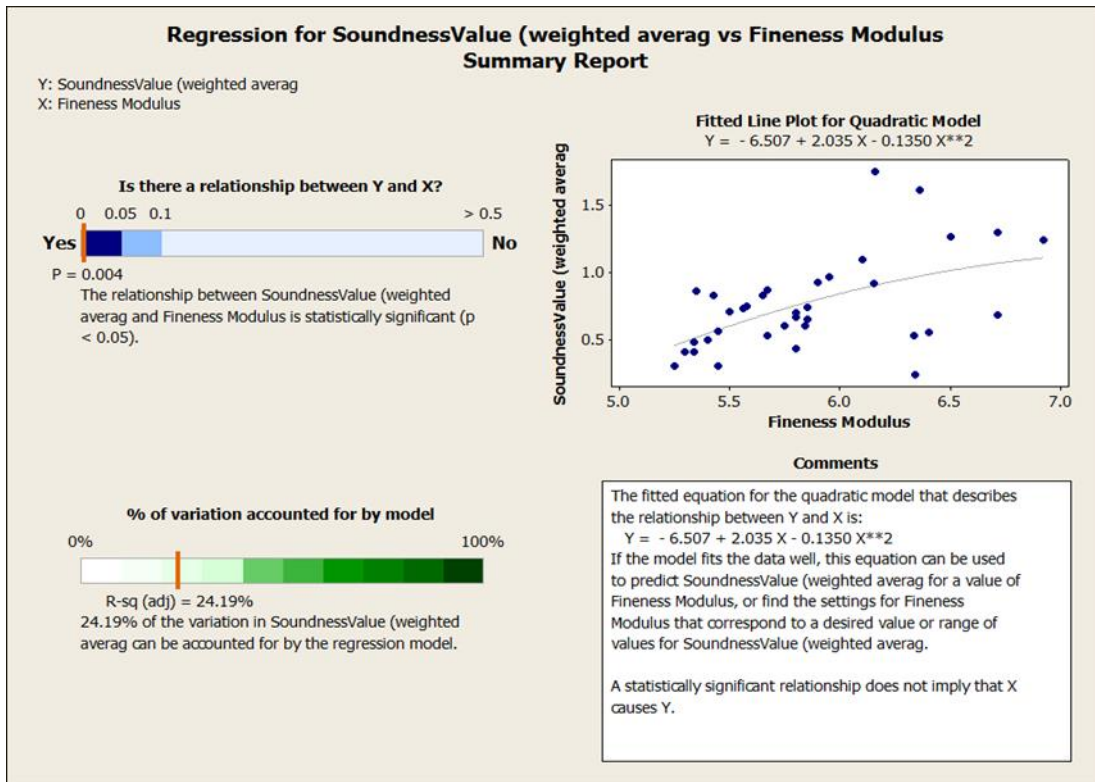 Regression for SoundnessValue (weighted averag vs Fineness Modulus
Summary Report
Y: SoundnessValue (weighted averag
X: Fineness Modulus
Is there a relationship between Y and X?
0 0.05 0.1 > 0.5
Yes No
P = 0.004
The relationship between SoundnessValue (weighted
averag and Fineness Modulus is statistically significant (p
< 0.05).
% of variation accounted for by model
0% 100%
R-sq (adj) = 24.19%
24.19% of the variation in SoundnessValue (weighted
averag can be accounted for by the regression model.
Fitted Line Plot for Quadratic Model
Y = - 6.507 + 2.035 X - 0.1350 X**2
SoundnessValue (weighted averag
1.5
1.0
0.5
5.0 5.5 6.0 6.5 7.0
Fineness Modulus
Comments
The fitted equation for the quadratic model that describes
the relationship between Y and X is:
Y = - 6.507 + 2.035 X - 0.1350 X**2
If the model fits the data well, this equation can be used
to predict SoundnessValue (weighted averag for a value of
Fineness Modulus, or find the settings for Fineness
Modulus that correspond to a desired value or range of
values for SoundnessValue (weighted averag.
A statistically significant relationship does not imply that X
causes Y.